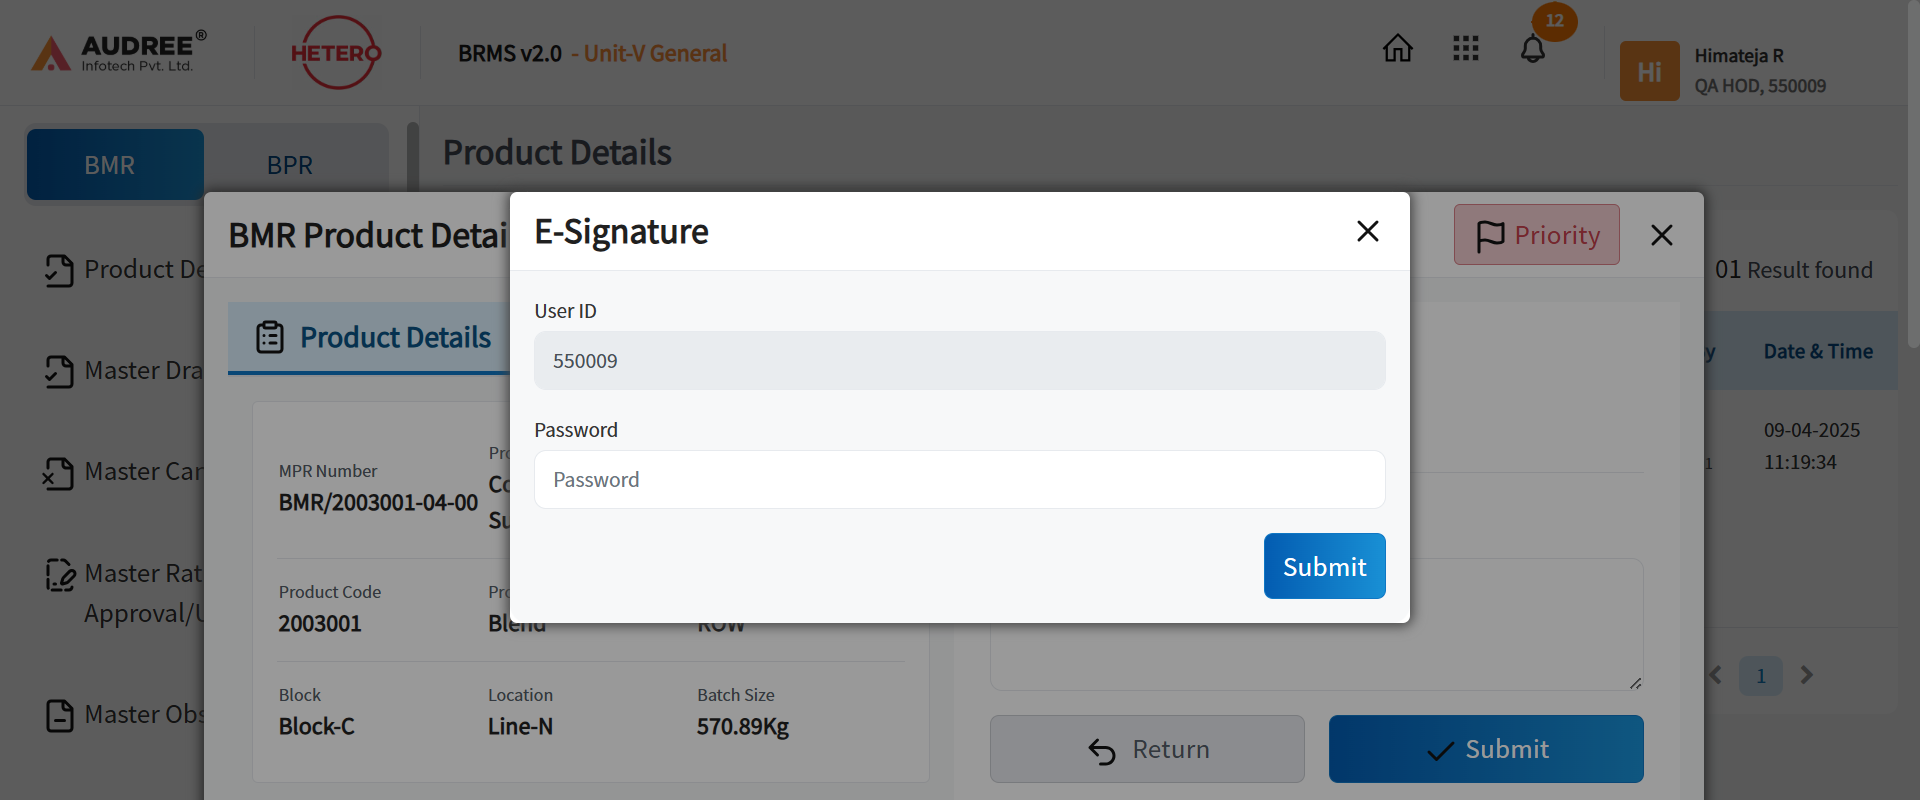 AUDREE®
Infotech Pvt. Ltd.
HETERO
BRMS v2.0 - Unit-V General
12
Hi
Himateja R
QA HOD, 550009
BMR
BPR
Product Details
BMR Product Detai
E-Signature
Priority
Product De
01 Result found
Product Details
User ID
550009
y
Date & Time
Master Dra
Password
Password
09-04-2025
11:19:34
1
Master Can
MPR Number
BMR/2003001-04-00
Pro
Co
Su
Submit
Master Rat
Approval/U
Product Code
2003001
Pro
Blend
ROW
Master Obs
Block
Block-C
Location
Line-N
Batch Size
570.89Kg
1
Return
Submit